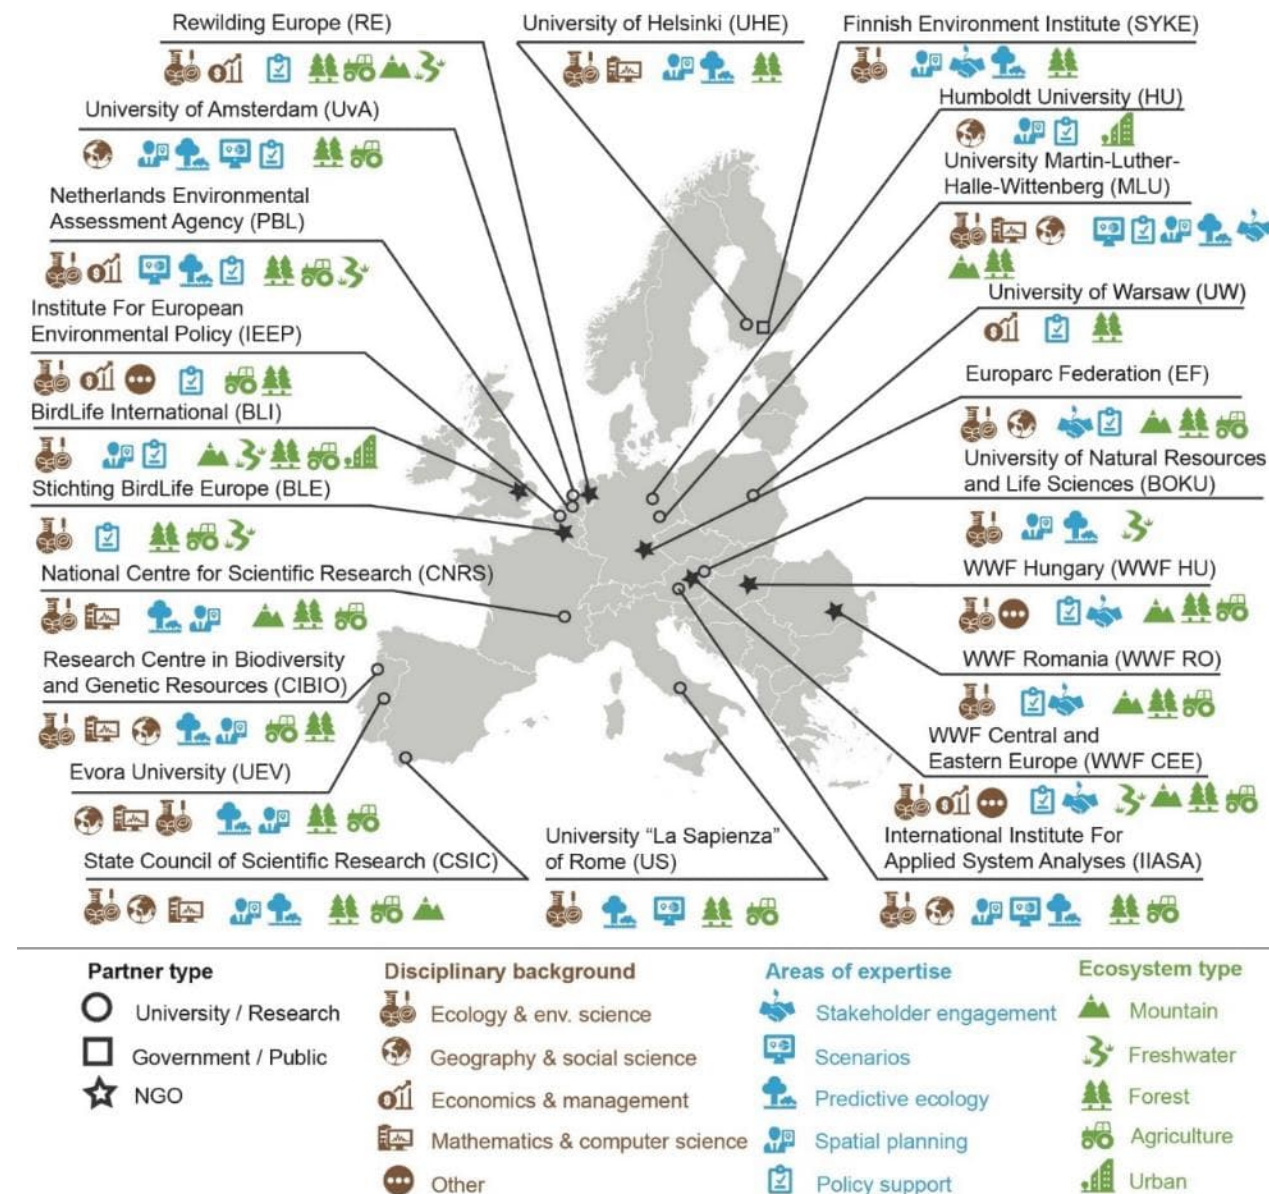 Rewilding Europe (RE)
University of Helsinki (UHE)
Finnish Environment Institute (SYKE)
University of Amsterdam (UvA)
Humboldt University (HU)
University Martin-Luther-
Halle-Wittenberg (MLU)
Netherlands Environmental
Assessment Agency (PBL)
University of Warsaw (UW)
Institute For European
Environmental Policy (IEEP)
Europarc Federation (EF)
BirdLife International (BLI)
University of Natural Resources
and Life Sciences (BOKU)
Stichting BirdLife Europe (BLE)
National Centre for Scientific Research (CNRS)
WWF Hungary (WWF HU)
Research Centre in Biodiversity
and Genetic Resources (CIBIO)
WWF Romania (WWF RO)
WWF Central and
Eastern Europe (WWF CEE)
Evora University (UEV)
State Council of Scientific Research (CSIC)
University “La Sapienza”
of Rome (US)
International Institute For
Applied System Analyses (IIASA)
Partner type
University / Research
Government / Public
NGO
Disciplinary background
Ecology & env. science
Geography & social science
Economics & management
Mathematics & computer science
Other
Areas of expertise
Stakeholder engagement
Scenarios
Predictive ecology
Spatial planning
Policy support
Ecosystem type
Mountain
Freshwater
Forest
Agriculture
Urban